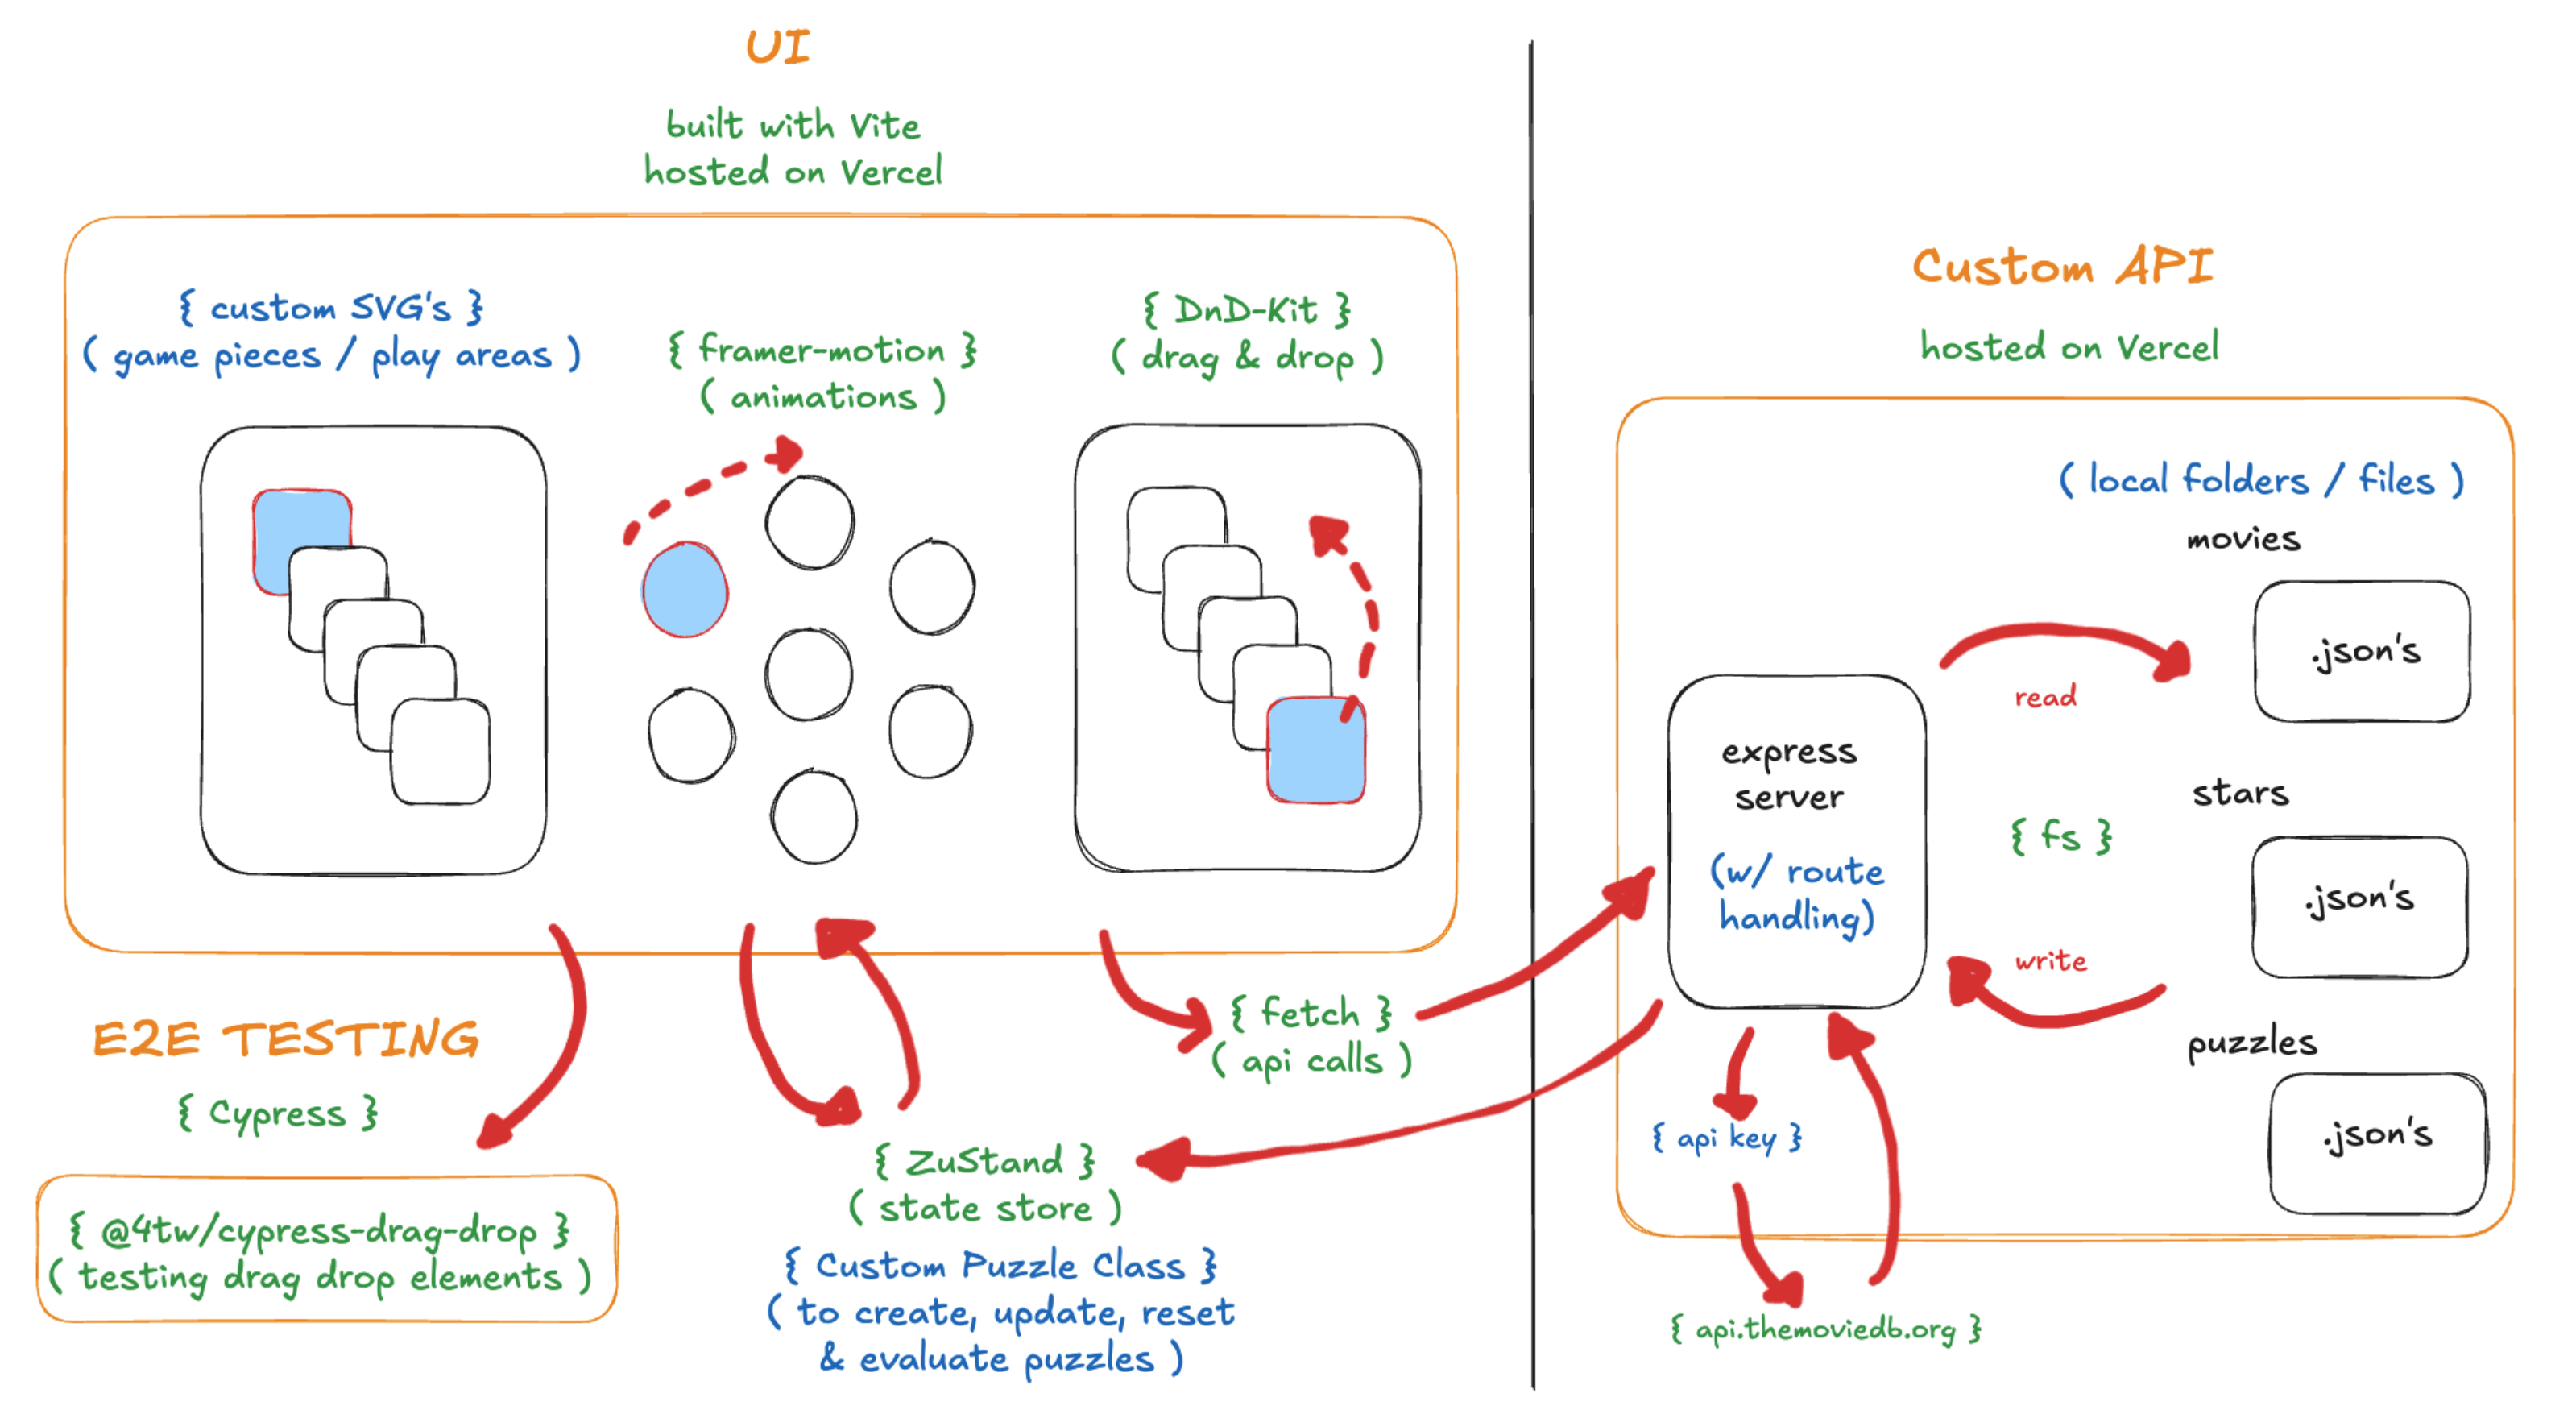 UI
built with Vite
hosted on Vercel
{ custom SVG's }
( game pieces / play areas )
{ framer-motion }
( animations )
{ DnD-Kit }
( drag & drop )
{ fetch }
( api calls )
E2E TESTING
{ Cypress }
{ @4tw/cypress-drag-drop }
( testing drag drop elements )
{ ZuStand }
( state store )
{ Custom Puzzle Class }
( to create, update, reset
& evaluate puzzles )
Custom API
hosted on Vercel
( local folders / files )
movies
.json's
read
express
server
(w/ route
handling)
stars
{ fs }
.json's
write
puzzles
.json's
{ api key }
{ api.themoviedb.org }